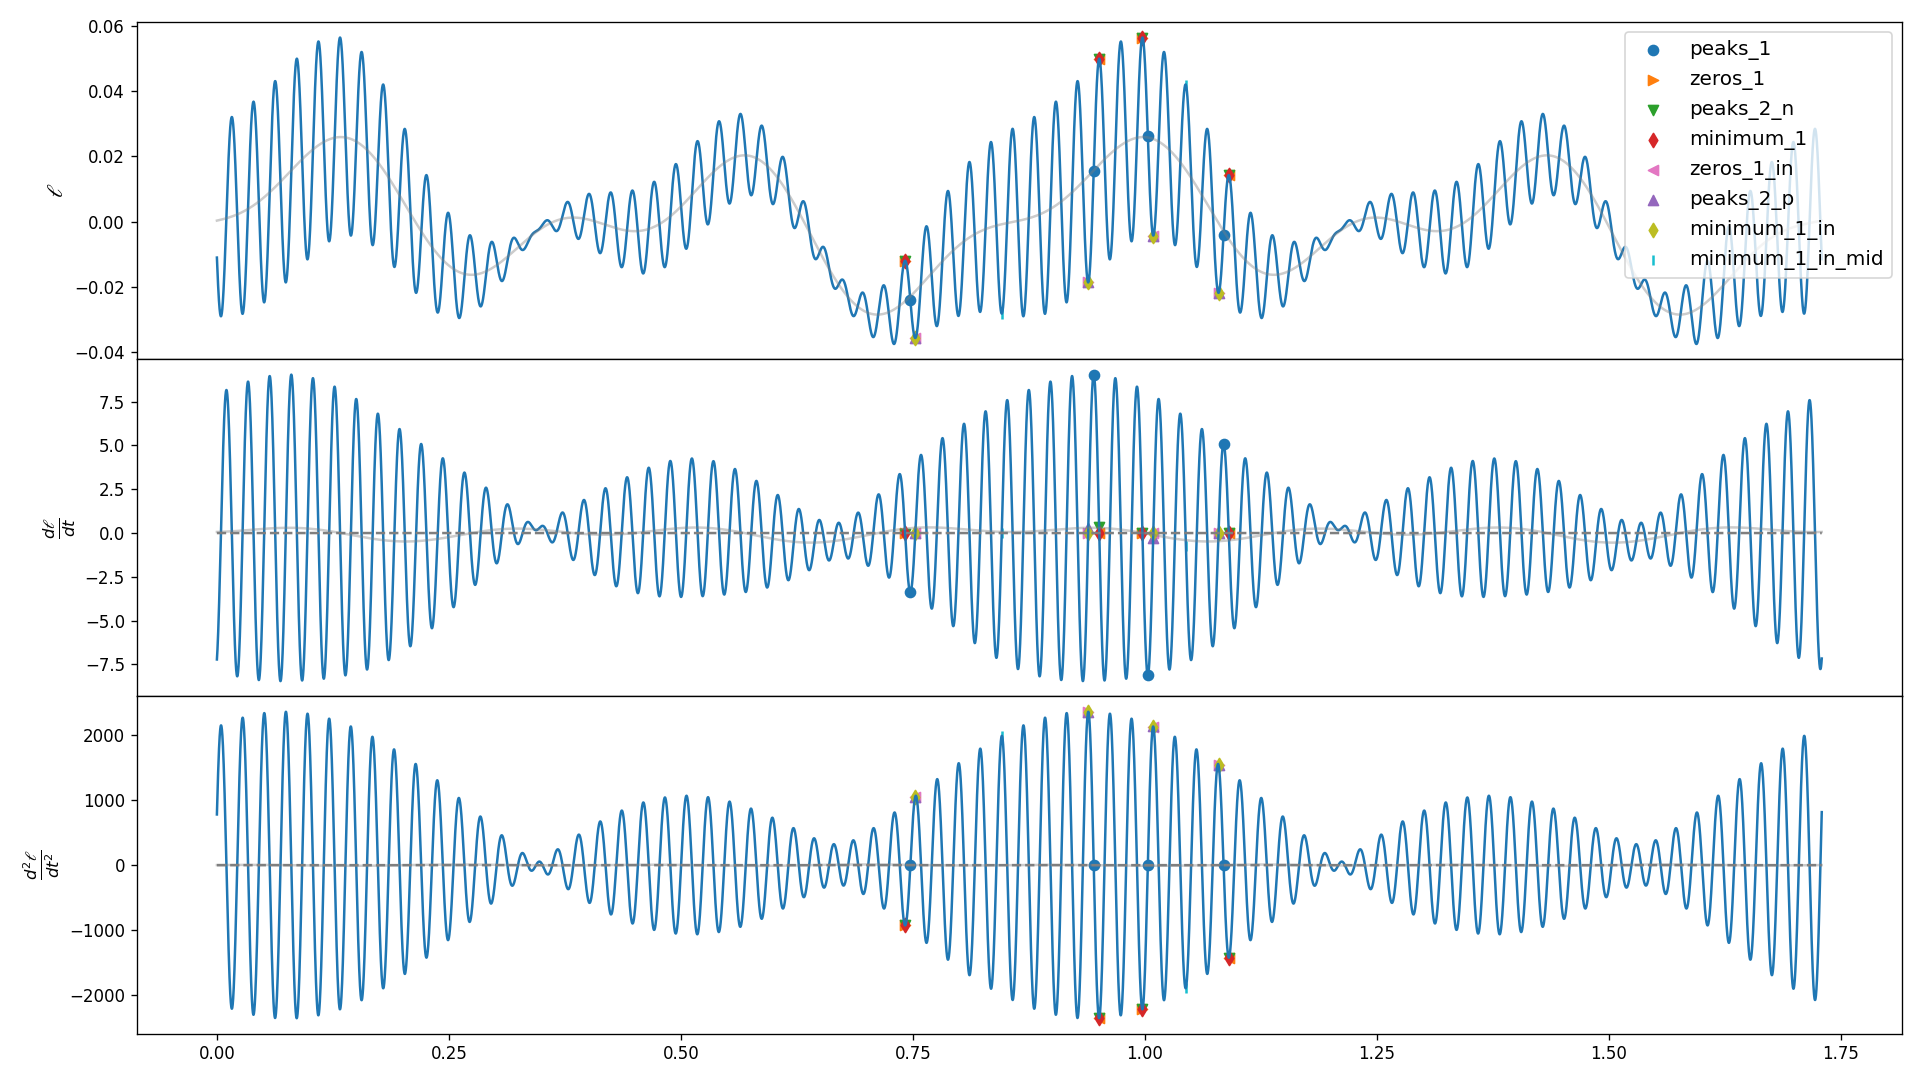 0.06
0.04
0.02
0.00
−0.02
−0.04
ℓ
peaks_1
zeros_1
peaks_2_n
minimum_1
zeros_1_in
peaks_2_p
minimum_1_in
minimum_1_in_mid
7.5
5.0
2.5
0.0
−2.5
−5.0
−7.5
dℓ
dt
2000
1000
0
−1000
−2000
d²ℓ
dt²
0.00 0.25 0.50 0.75 1.00 1.25 1.50 1.75